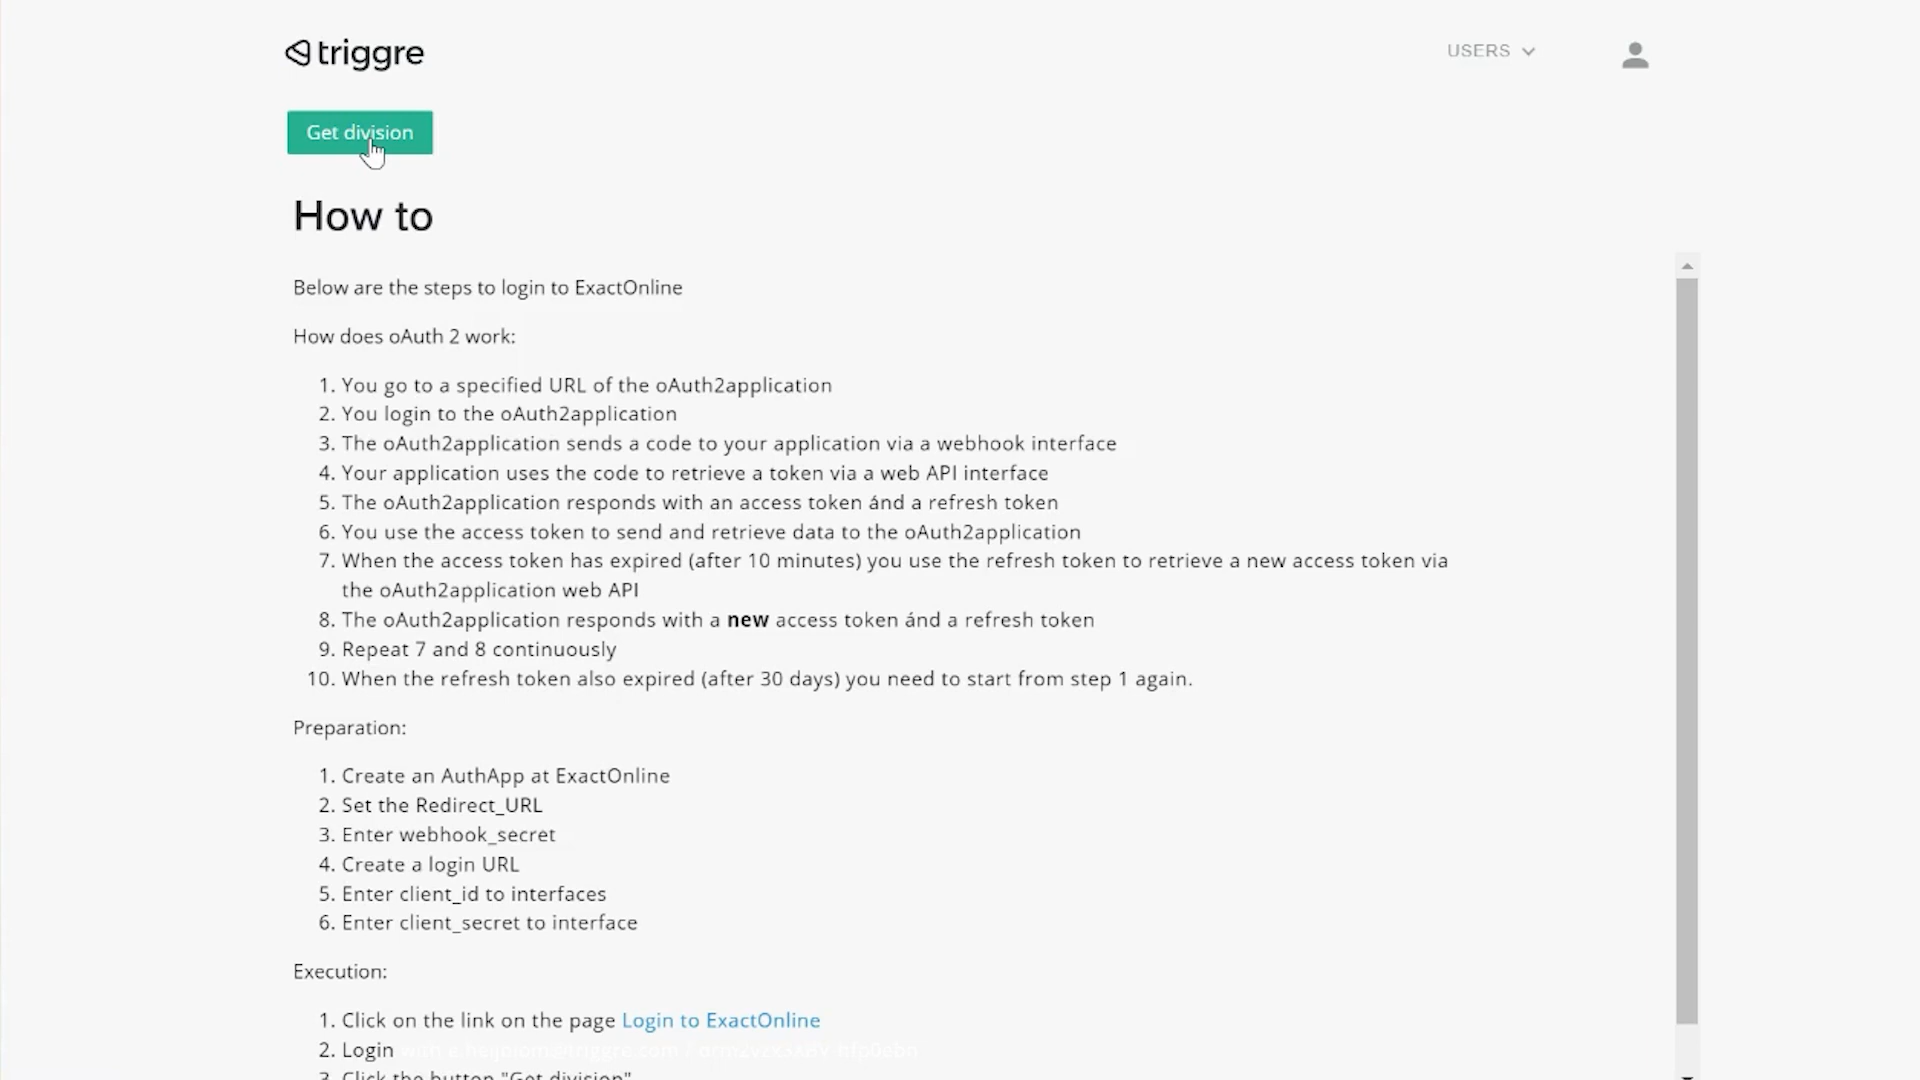 triggre
USERS
Get division
How to
Below are the steps to login to ExactOnline
How does oAuth 2 work:
1. You go to a specified URL of the oAuth2application
2. You login to the oAuth2application
3. The oAuth2application sends a code to your application via a webhook interface
4. Your application uses the code to retrieve a token via a web API interface
5. The oAuth2application responds with an access token ánd a refresh token
6. You use the access token to send and retrieve data to the oAuth2application
7. When the access token has expired (after 10 minutes) you use the refresh token to retrieve a new access token via
the oAuth2application web API
8. The oAuth2application responds with a new access token ánd a refresh token
9. Repeat 7 and 8 continuously
10. When the refresh token also expired (after 30 days) you need to start from step 1 again.
Preparation:
1. Create an AuthApp at ExactOnline
2. Set the Redirect_URL
3. Enter webhook_secret
4. Create a login URL
5. Enter client_id to interfaces
6. Enter client_secret to interface
Execution:
1. Click on the link on the page Login to ExactOnline
2. Login
3. Click the button "Get division"